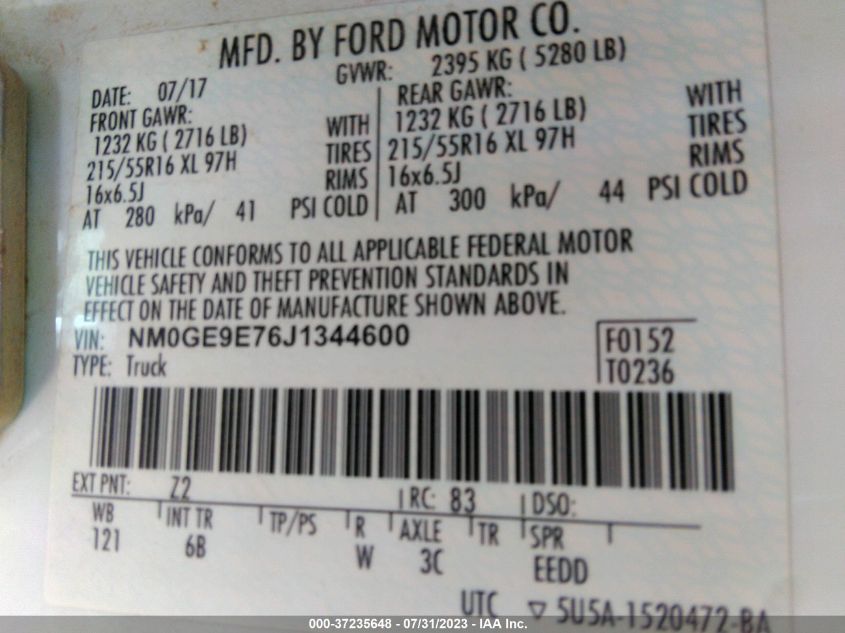 MFD. BY FORD MOTOR CO.
DATE: 07/17 GVWR: 2395 KG ( 5280 LB)
FRONT GAWR: REAR GAWR:
1232 KG ( 2716 LB) WITH 1232 KG ( 2716 LB) WITH
215/55R16 XL 97H TIRES 215/55R16 XL 97H TIRES
16x6.5J RIMS 16x6.5J RIMS
AT 280 kPa/ 41 PSI COLD AT 300 kPa/ 44 PSI COLD
THIS VEHICLE CONFORMS TO ALL APPLICABLE FEDERAL MOTOR
VEHICLE SAFETY AND THEFT PREVENTION STANDARDS IN
EFFECT ON THE DATE OF MANUFACTURE SHOWN ABOVE.
VIN: NM0GE9E76J1344600 F0152
TYPE: Truck T0236
EXT PNT: Z2 RC: 83 DSO:
WB INT TR TP/PS R AXLE TR SPR
121 6B W 3C EEDD
UTC ▽ 5U5A-1520472-BA
000-37235648 - 07/31/2023 - IAA Inc.